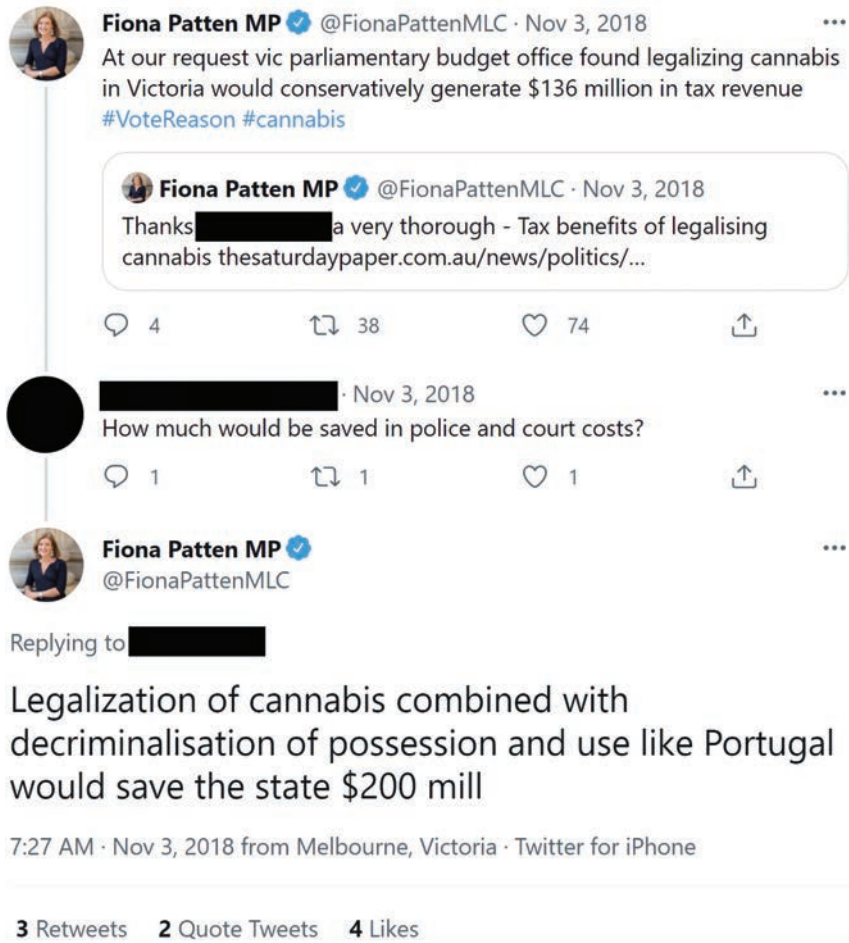 Fiona Patten MP @FionaPattenMLC · Nov 3, 2018
At our request vic parliamentary budget office found legalizing cannabis
in Victoria would conservatively generate $136 million in tax revenue
#VoteReason #cannabis
Fiona Patten MP @FionaPattenMLC · Nov 3, 2018
Thanks a very thorough - Tax benefits of legalising
cannabis thesaturdaypaper.com.au/news/politics/...
4 38 74
· Nov 3, 2018
How much would be saved in police and court costs?
1 1 1
Fiona Patten MP
@FionaPattenMLC
Replying to
Legalization of cannabis combined with
decriminalisation of possession and use like Portugal
would save the state $200 mill
7:27 AM · Nov 3, 2018 from Melbourne, Victoria · Twitter for iPhone
3 Retweets 2 Quote Tweets 4 Likes